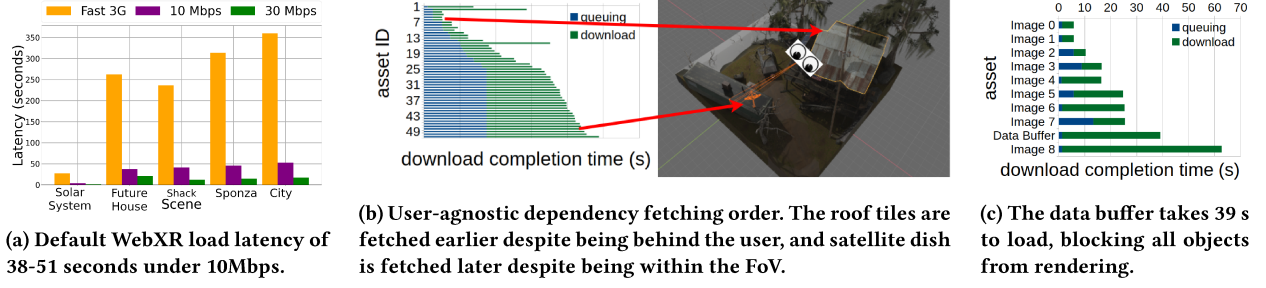 Fast 3G 10 Mbps 30 Mbps
Latency (seconds)
350
300
250
200
150
100
50
0
Solar System
Future House
Shack Scene
Sponza
City
(a) Default WebXR load latency of
38-51 seconds under 10Mbps.
asset ID
1
7
13
19
25
31
37
43
49
queuing
download
download completion time (s)
(b) User-agnostic dependency fetching order. The roof tiles are
fetched earlier despite being behind the user, and satellite dish
is fetched later despite being within the FoV.
0 10 20 30 40 50 60 70
asset
Image 0
Image 1
Image 2
Image 3
Image 4
Image 5
Image 6
Image 7
Data Buffer
Image 8
queuing
download
download completion time (s)
(c) The data buffer takes 39 s
to load, blocking all objects
from rendering.